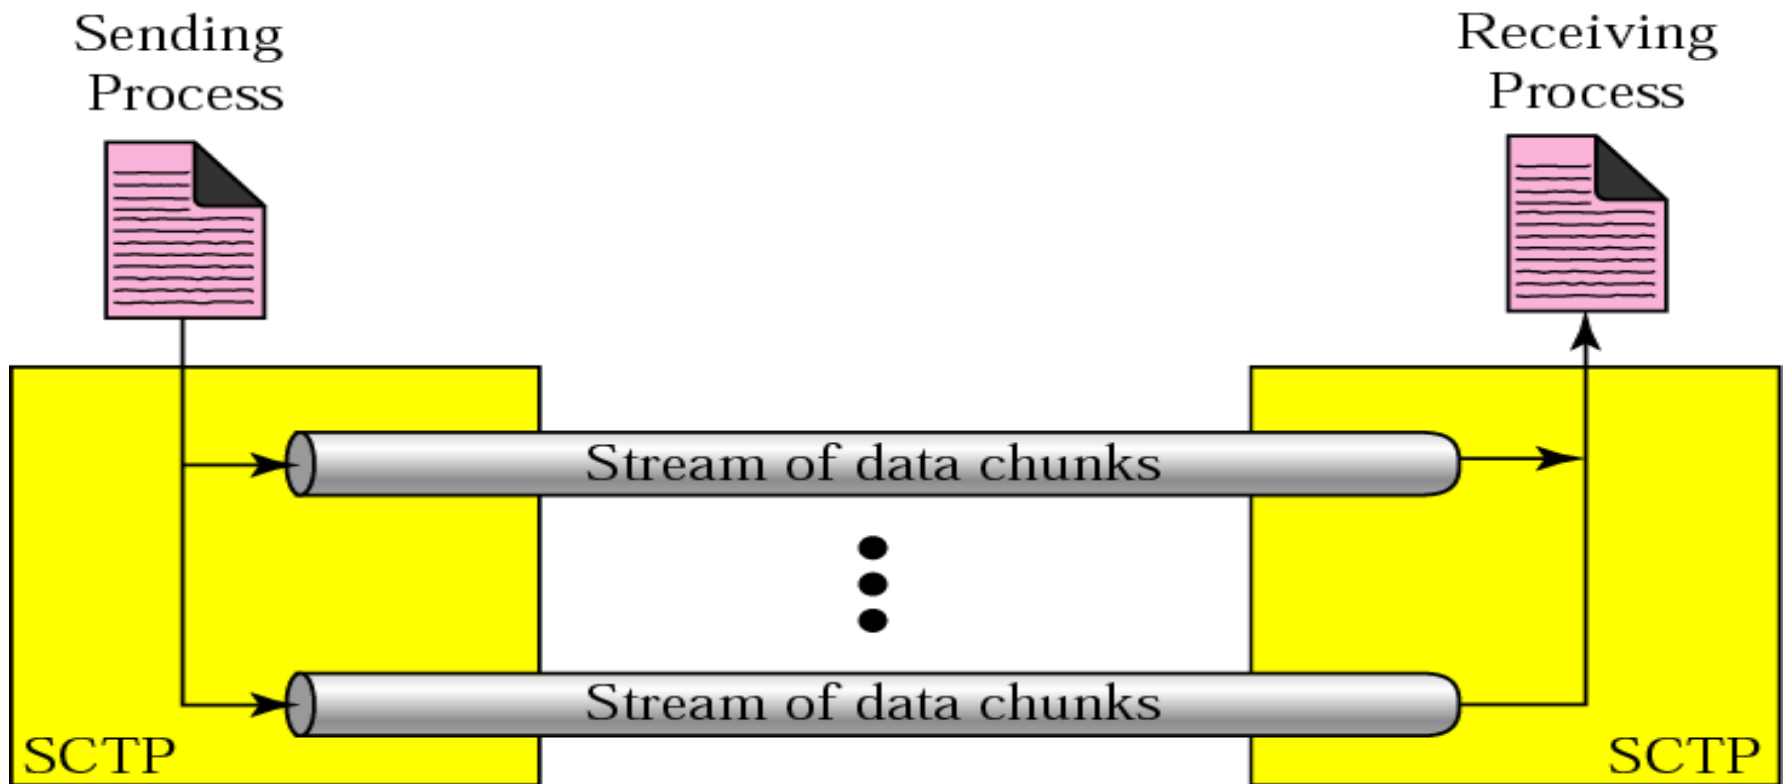 Sending
Process
Receiving
Process
Stream of data chunks
Stream of data chunks
SCTP
SCTP